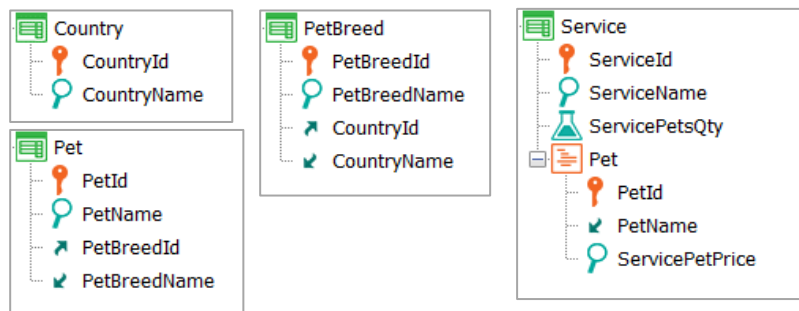 Country
CountryId
CountryName
Pet
PetId
PetName
PetBreedId
PetBreedName
PetBreed
PetBreedId
PetBreedName
CountryId
CountryName
Service
ServiceId
ServiceName
ServicePetsQty
Pet
PetId
PetName
ServicePetPrice